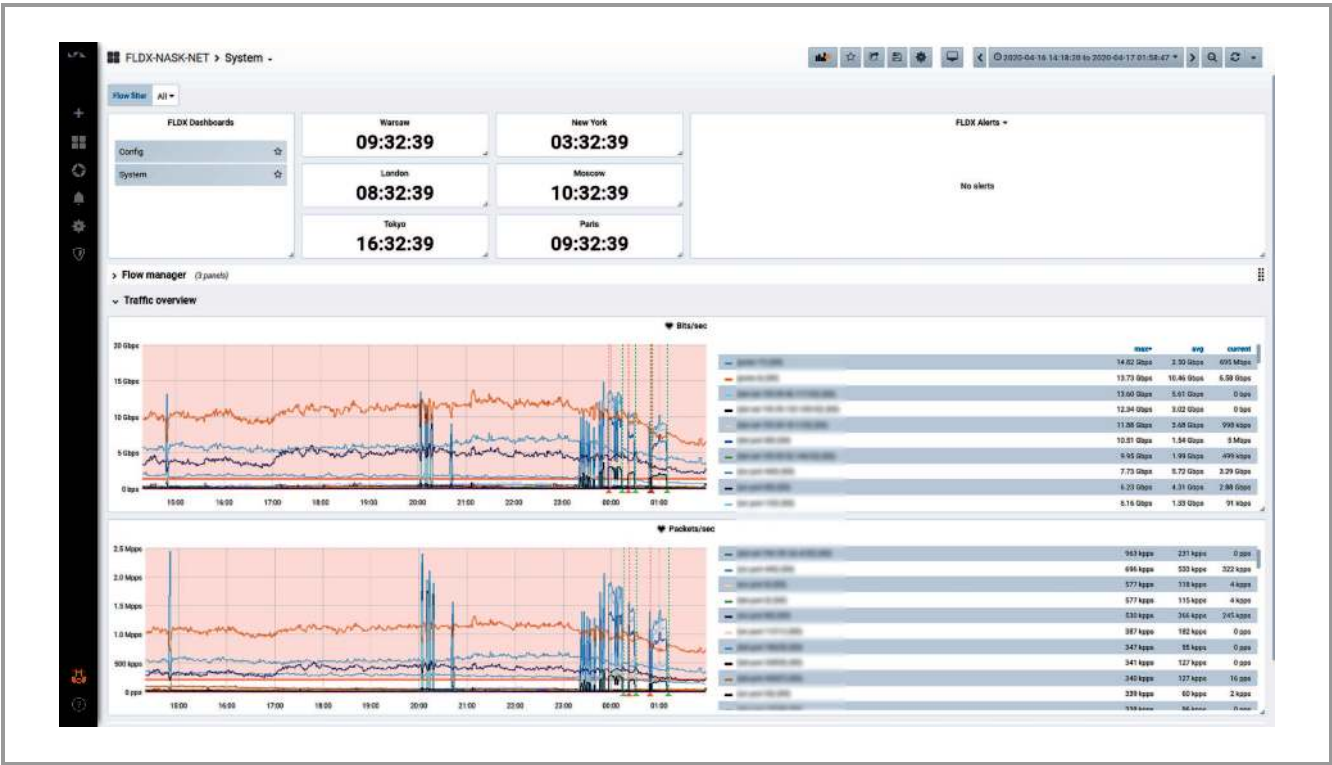 FLDX-NASK-NET > System
2020-04-16 14:18:20 to 2020-04-17 01:58:47
Flow filter All
FLDX Dashboards
Config
System
Warsaw
09:32:39
New York
03:32:39
London
08:32:39
Moscow
10:32:39
Tokyo
16:32:39
Paris
09:32:39
FLDX Alerts
No alerts
> Flow manager (3 panels)
Traffic overview
Bits/sec
20 Gbps
15 Gbps
10 Gbps
5 Gbps
0 bps
15:00 16:00 17:00 18:00 19:00 20:00 21:00 22:00 23:00 00:00 01:00
max avg current
14.82 Gbps 695 Mbps
13.73 Gbps 10.46 Gbps 6.58 Gbps
13.60 Gbps 5.61 Gbps 0 bps
12.34 Gbps 3.02 Gbps 0 bps
11.88 Gbps 998 kbps
10.51 Gbps 1.54 Gbps 5 Mbps
9.95 Gbps 1.99 Gbps 499 kbps
7.73 Gbps 5.72 Gbps 3.29 Gbps
6.23 Gbps 4.31 Gbps 2.88 Gbps
6.16 Gbps 1.33 Gbps 91 kbps
Packets/sec
2.5 Mpps
2.0 Mpps
1.5 Mpps
1.0 Mpps
500 kpps
0 pps
15:00 16:00 17:00 18:00 19:00 20:00 21:00 22:00 23:00 00:00 01:00
963 kpps 231 kpps 0 pps
696 kpps 533 kpps 322 kpps
577 kpps 118 kpps 4 kpps
577 kpps 115 kpps 4 kpps
530 kpps 366 kpps 245 kpps
387 kpps 182 kpps 0 pps
347 kpps 95 kpps 0 pps
341 kpps 127 kpps 0 pps
340 kpps 127 kpps 16 pps
339 kpps 60 kpps 2 kpps